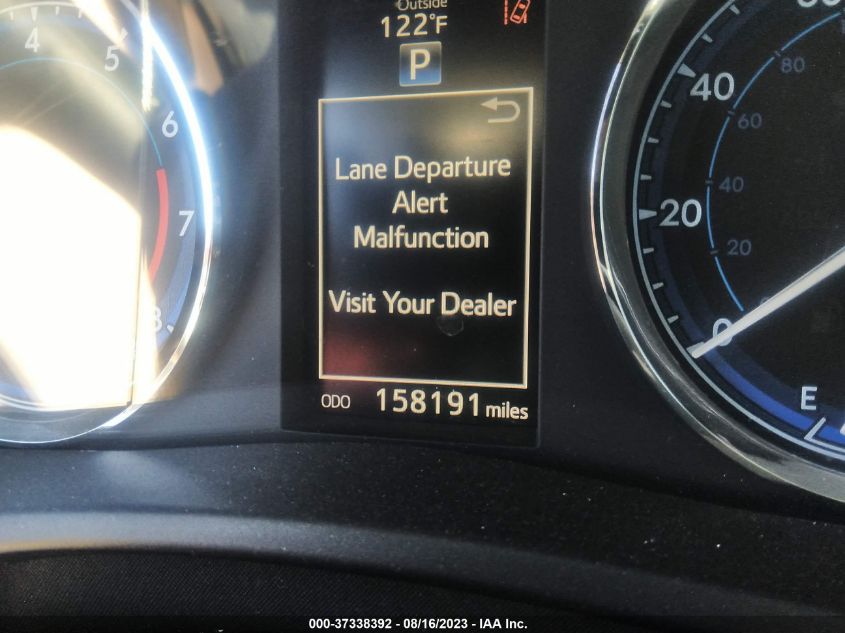 Outside
122°F
P
Lane Departure
Alert
Malfunction
Visit Your Dealer
ODO 158191 miles
4
5
6
7
8
40
20
0
80
60
40
20
E
000-37338392 - 08/16/2023 - IAA Inc.